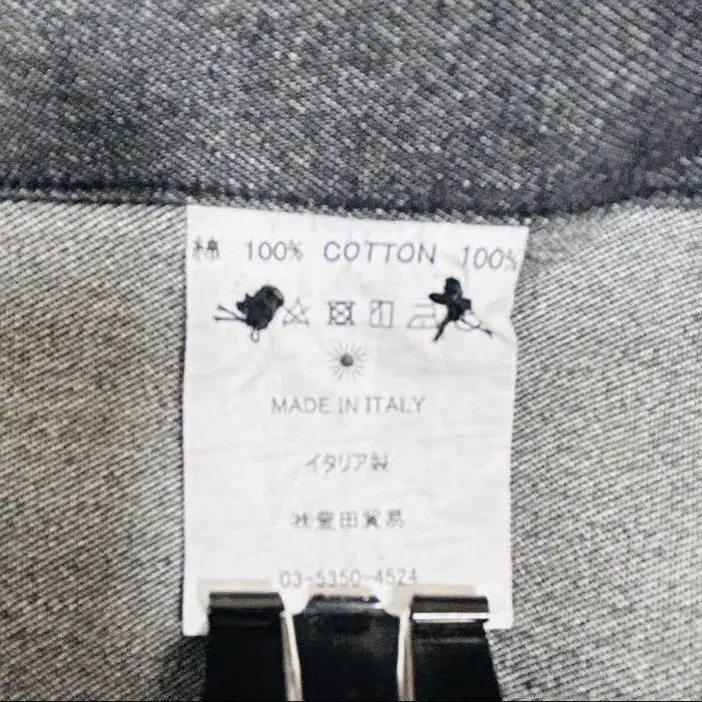 綿 100% COTTON 100%
MADE IN ITALY
イタリア製
㈱豊田貿易
03-5350-4524